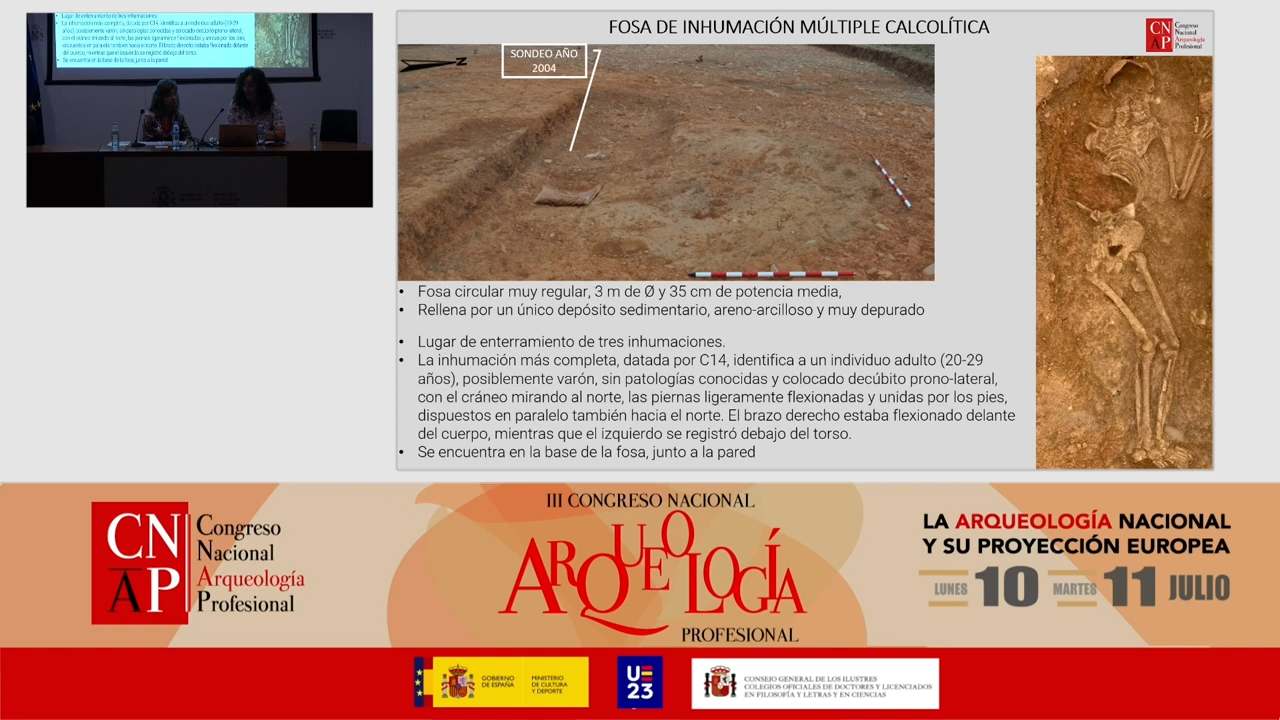 Lugar de enterramiento de tres inhumaciones
FOSA DE INHUMACIÓN MÚLTIPLE CALCOLÍTICA
CN AP
Congreso
Nacional
Arqueología
Profesional
SONDEO AÑO
2004
N
• Fosa circular muy regular, 3 m de Ø y 35 cm de potencia media,
• Rellena por un único depósito sedimentario, areno-arcilloso y muy depurado
• Lugar de enterramiento de tres inhumaciones.
• La inhumación más completa, datada por C14, identifica a un individuo adulto (20-29
años), posiblemente varón, sin patologías conocidas y colocado decúbito prono-lateral,
con el cráneo mirando al norte, las piernas ligeramente flexionadas y unidas por los pies,
dispuestos en paralelo también hacia el norte. El brazo derecho estaba flexionado delante
del cuerpo, mientras que el izquierdo se registró debajo del torso.
• Se encuentra en la base de la fosa, junto a la pared
CN
AP
Congreso
Nacional
Arqueología
Profesional
III CONGRESO NACIONAL
ARQUEOLOGÍA
PROFESIONAL
LA ARQUEOLOGÍA NACIONAL
Y SU PROYECCIÓN EUROPEA
LUNES 10 MARTES 11 JULIO
GOBIERNO
DE ESPAÑA
MINISTERIO
DE CULTURA
Y DEPORTE
UE
23
CONSEJO GENERAL DE LOS ILUSTRES
COLEGIOS OFICIALES DE DOCTORES Y LICENCIADOS
EN FILOSOFÍA Y LETRAS Y EN CIENCIAS